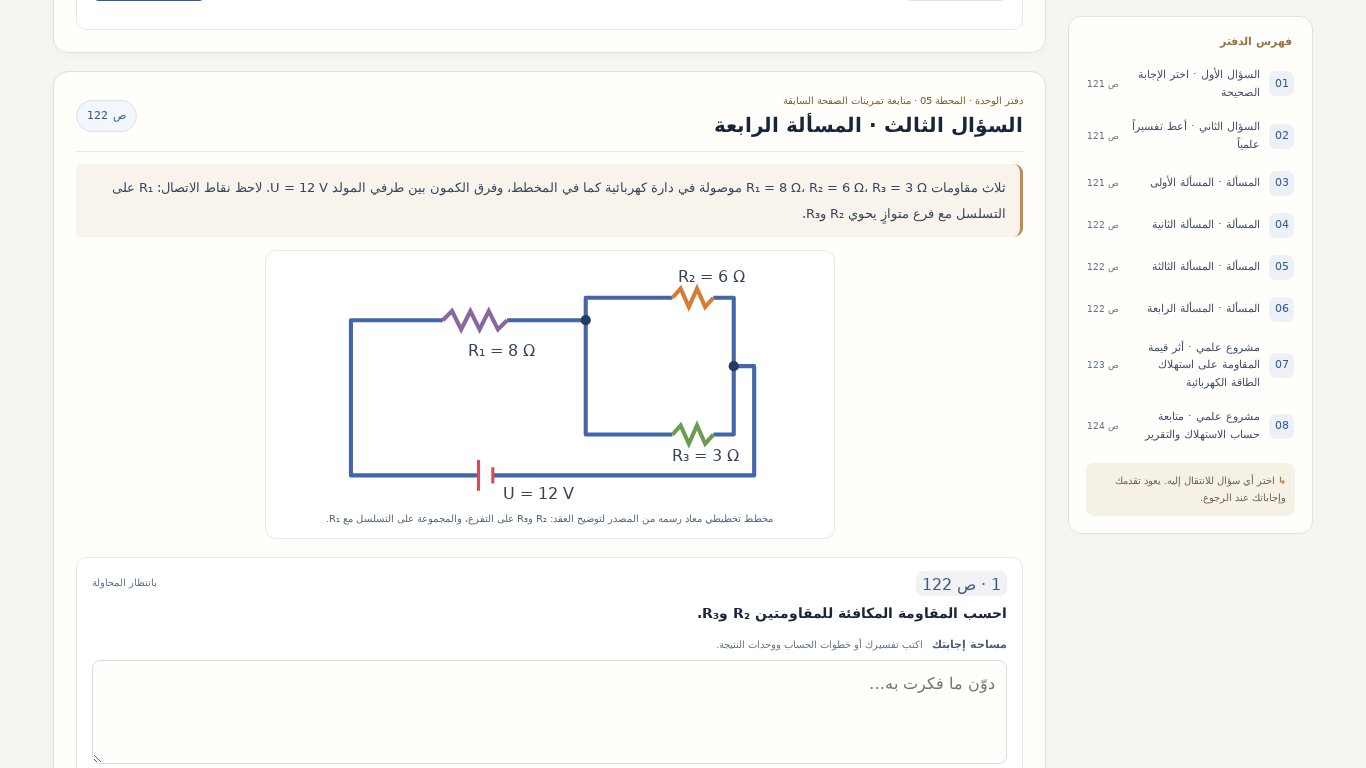 دفتر الوحدة · المحطة 05 · متابعة تمرينات الصفحة السابقة
السؤال الثالث · المسألة الرابعة
ص 122
ثلاث مقاومات R₁ = 8 Ω، R₂ = 6 Ω، R₃ = 3 Ω موصولة في دارة كهربائية كما في المخطط، وفرق الكمون بين طرفي المولد U = 12 V. لاحظ نقاط الاتصال: R₁ على
التسلسل مع فرع متوازٍ يحوي R₂ وR₃.
R₂ = 6 Ω
R₁ = 8 Ω
R₃ = 3 Ω
U = 12 V
مخطط تخطيطي معاد رسمه من المصدر لتوضيح العقد: R₂ وR₃ على التفرع، والمجموعة على التسلسل مع R₁.
1 · ص 122
بانتظار المحاولة
احسب المقاومة المكافئة للمقاومتين R₂ وR₃.
مساحة إجابتك اكتب تفسيرك أو خطوات الحساب ووحدات النتيجة.
دوّن ما فكرت به...
فهرس الدفتر
01 السؤال الأول · اختر الإجابة
الصحيحة
ص 121
02 السؤال الثاني · أعط تفسيراً
علمياً
ص 121
03 المسألة · المسألة الأولى ص 121
04 المسألة · المسألة الثانية ص 122
05 المسألة · المسألة الثالثة ص 122
06 المسألة · المسألة الرابعة ص 122
07 مشروع علمي · أثر قيمة
المقاومة على استهلاك
الطاقة الكهربائية
ص 123
08 مشروع علمي · متابعة
حساب الاستهلاك والتقرير
ص 124
↳ اختر أي سؤال للانتقال إليه. يعود تقدمك
وإجاباتك عند الرجوع.